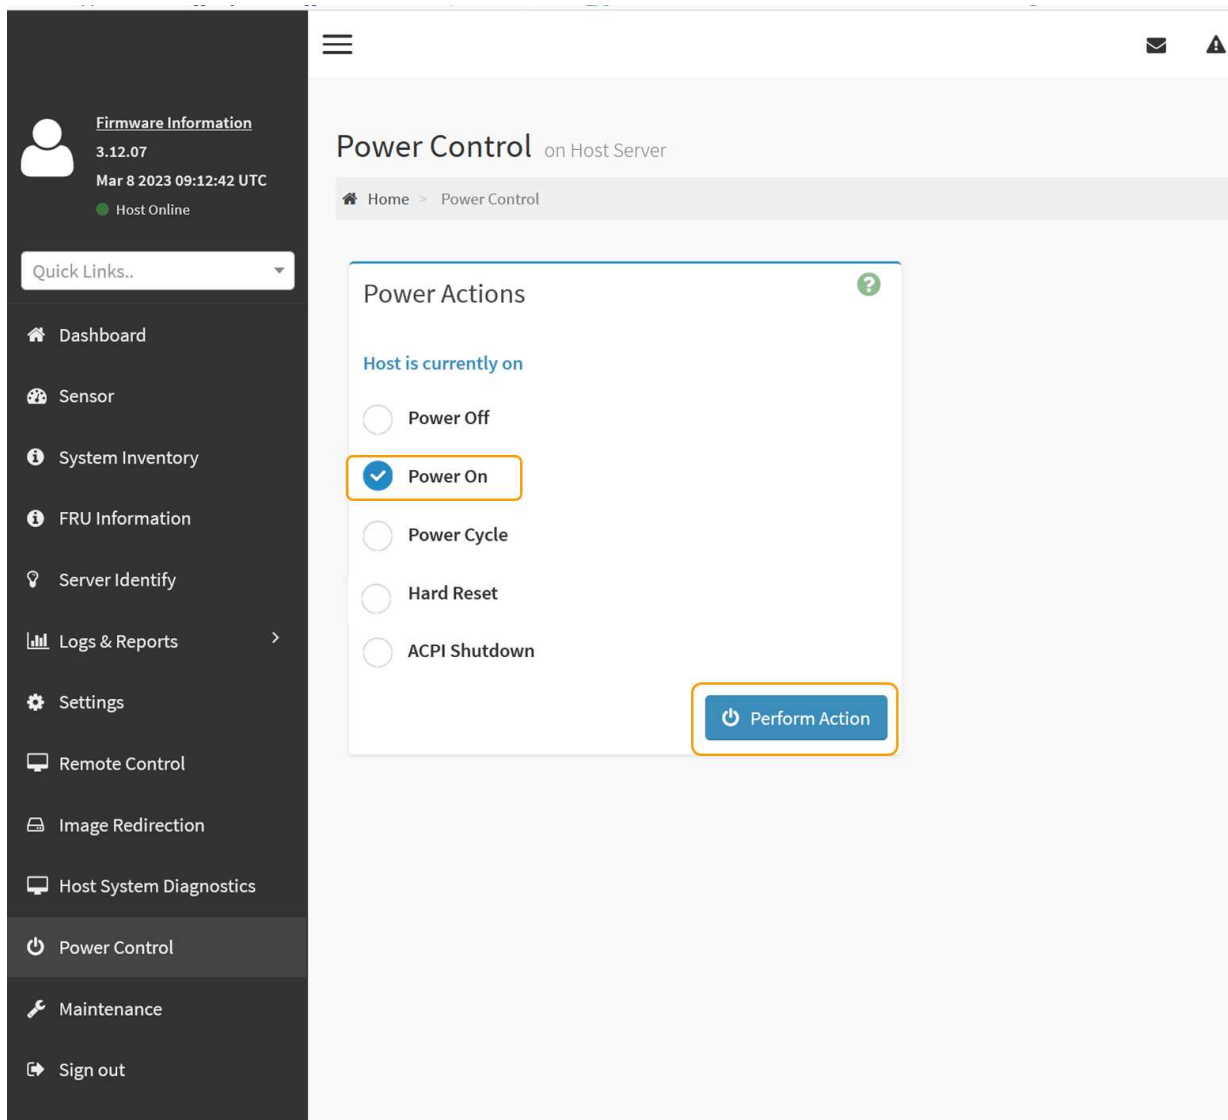 Firmware Information
3.12.07
Mar 8 2023 09:12:42 UTC
Host Online
Quick Links..
Dashboard
Sensor
System Inventory
FRU Information
Server Identify
Logs & Reports
Settings
Remote Control
Image Redirection
Host System Diagnostics
Power Control
Maintenance
Sign out
Power Control on Host Server
Home > Power Control
Power Actions
Host is currently on
Power Off
Power On
Power Cycle
Hard Reset
ACPI Shutdown
Perform Action